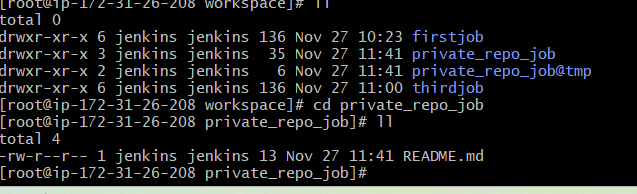 [root@ip-172-31-26-208 workspace]# ll
total 0
drwxr-xr-x 6 jenkins jenkins 136 Nov 27 10:23 firstjob
drwxr-xr-x 3 jenkins jenkins  35 Nov 27 11:41 private_repo_job
drwxr-xr-x 2 jenkins jenkins   6 Nov 27 11:41 private_repo_job@tmp
drwxr-xr-x 6 jenkins jenkins 136 Nov 27 11:00 thirdjob
[root@ip-172-31-26-208 workspace]# cd private_repo_job
[root@ip-172-31-26-208 private_repo_job]# ll
total 4
-rw-r--r-- 1 jenkins jenkins 13 Nov 27 11:41 README.md
[root@ip-172-31-26-208 private_repo_job]#